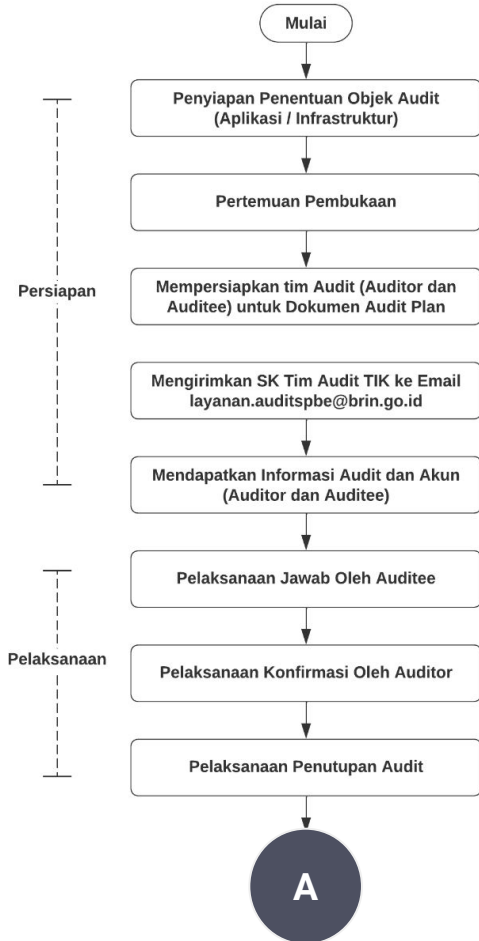 Mulai
Penyiapan Penentuan Objek Audit
(Aplikasi / Infrastruktur)
Pertemuan Pembukaan
Persiapan
Mempersiapkan tim Audit (Auditor dan
Auditee) untuk Dokumen Audit Plan
Mengirimkan SK Tim Audit TIK ke Email
layanan.auditspbe@brin.go.id
Mendapatkan Informasi Audit dan Akun
(Auditor dan Auditee)
Pelaksanaan Jawab Oleh Auditee
Pelaksanaan
Pelaksanaan Konfirmasi Oleh Auditor
Pelaksanaan Penutupan Audit
A